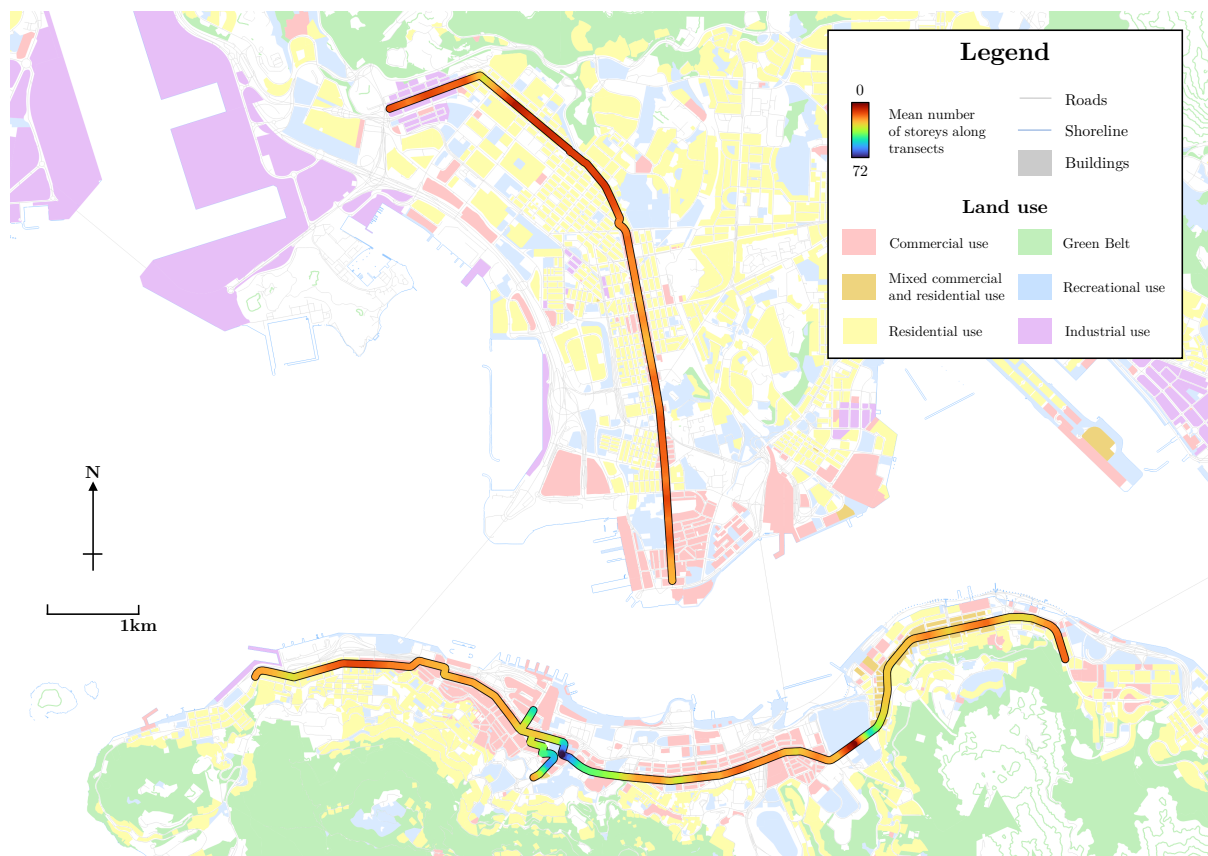 Legend
0
Mean number
of storeys along
transects
72
Roads
Shoreline
Buildings
Land use
Commercial use
Mixed commercial
and residential use
Residential use
Green Belt
Recreational use
Industrial use
N
1km